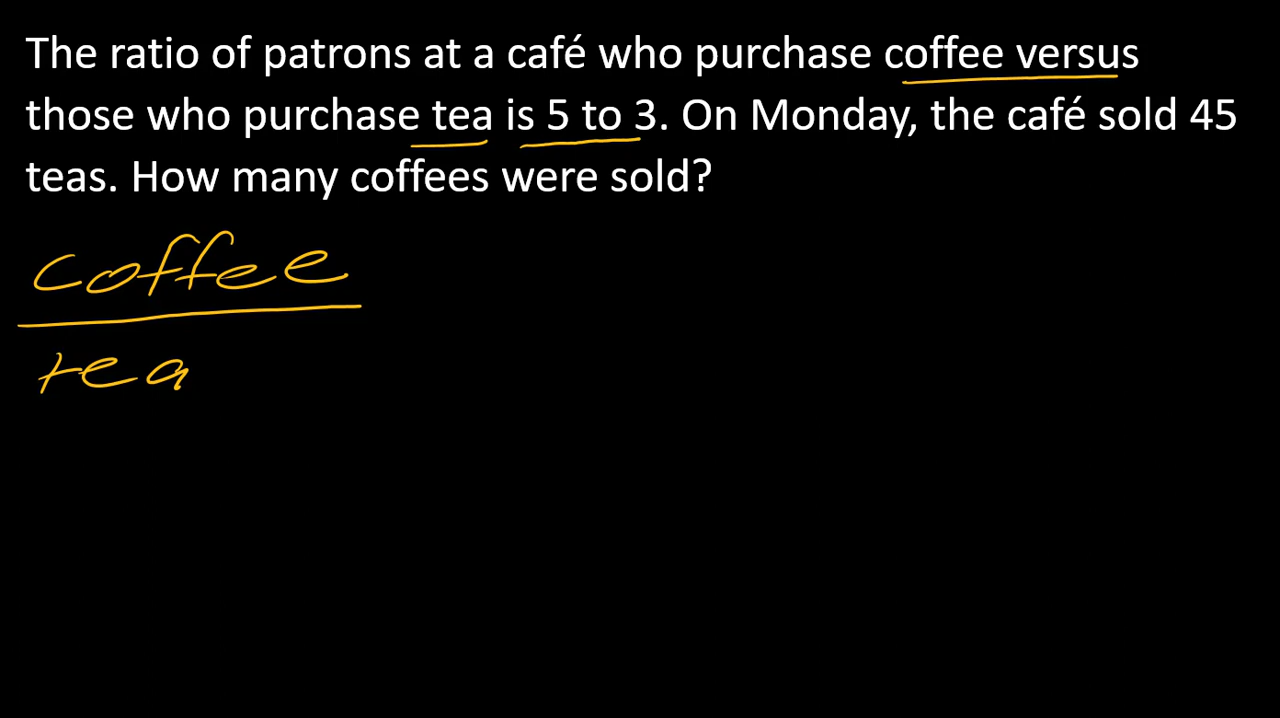 The ratio of patrons at a café who purchase coffee versus
those who purchase tea is 5 to 3. On Monday, the café sold 45
teas. How many coffees were sold?
coffee
tea